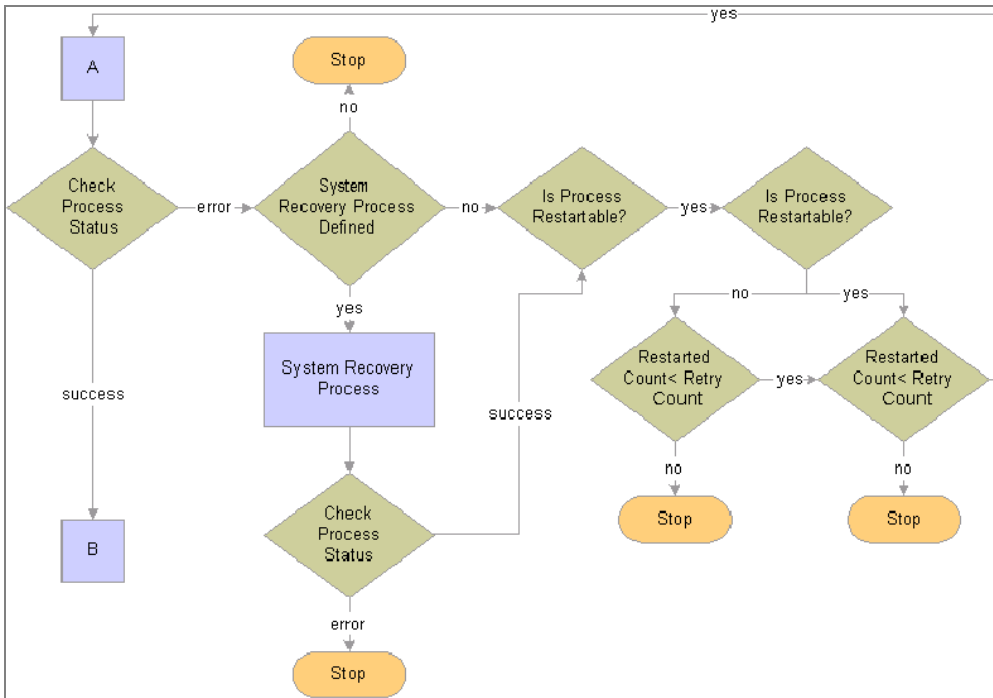 yes
A
Stop
no
Check
Process
Status
error
System
Recovery Process
Defined
no
Is Process
Restartable?
yes
Is Process
Restartable?
yes
System Recovery
Process
no
yes
Restarted
Count< Retry
Count
yes
Restarted
Count< Retry
Count
success
success
no
no
Stop
Stop
Check
Process
Status
B
error
Stop